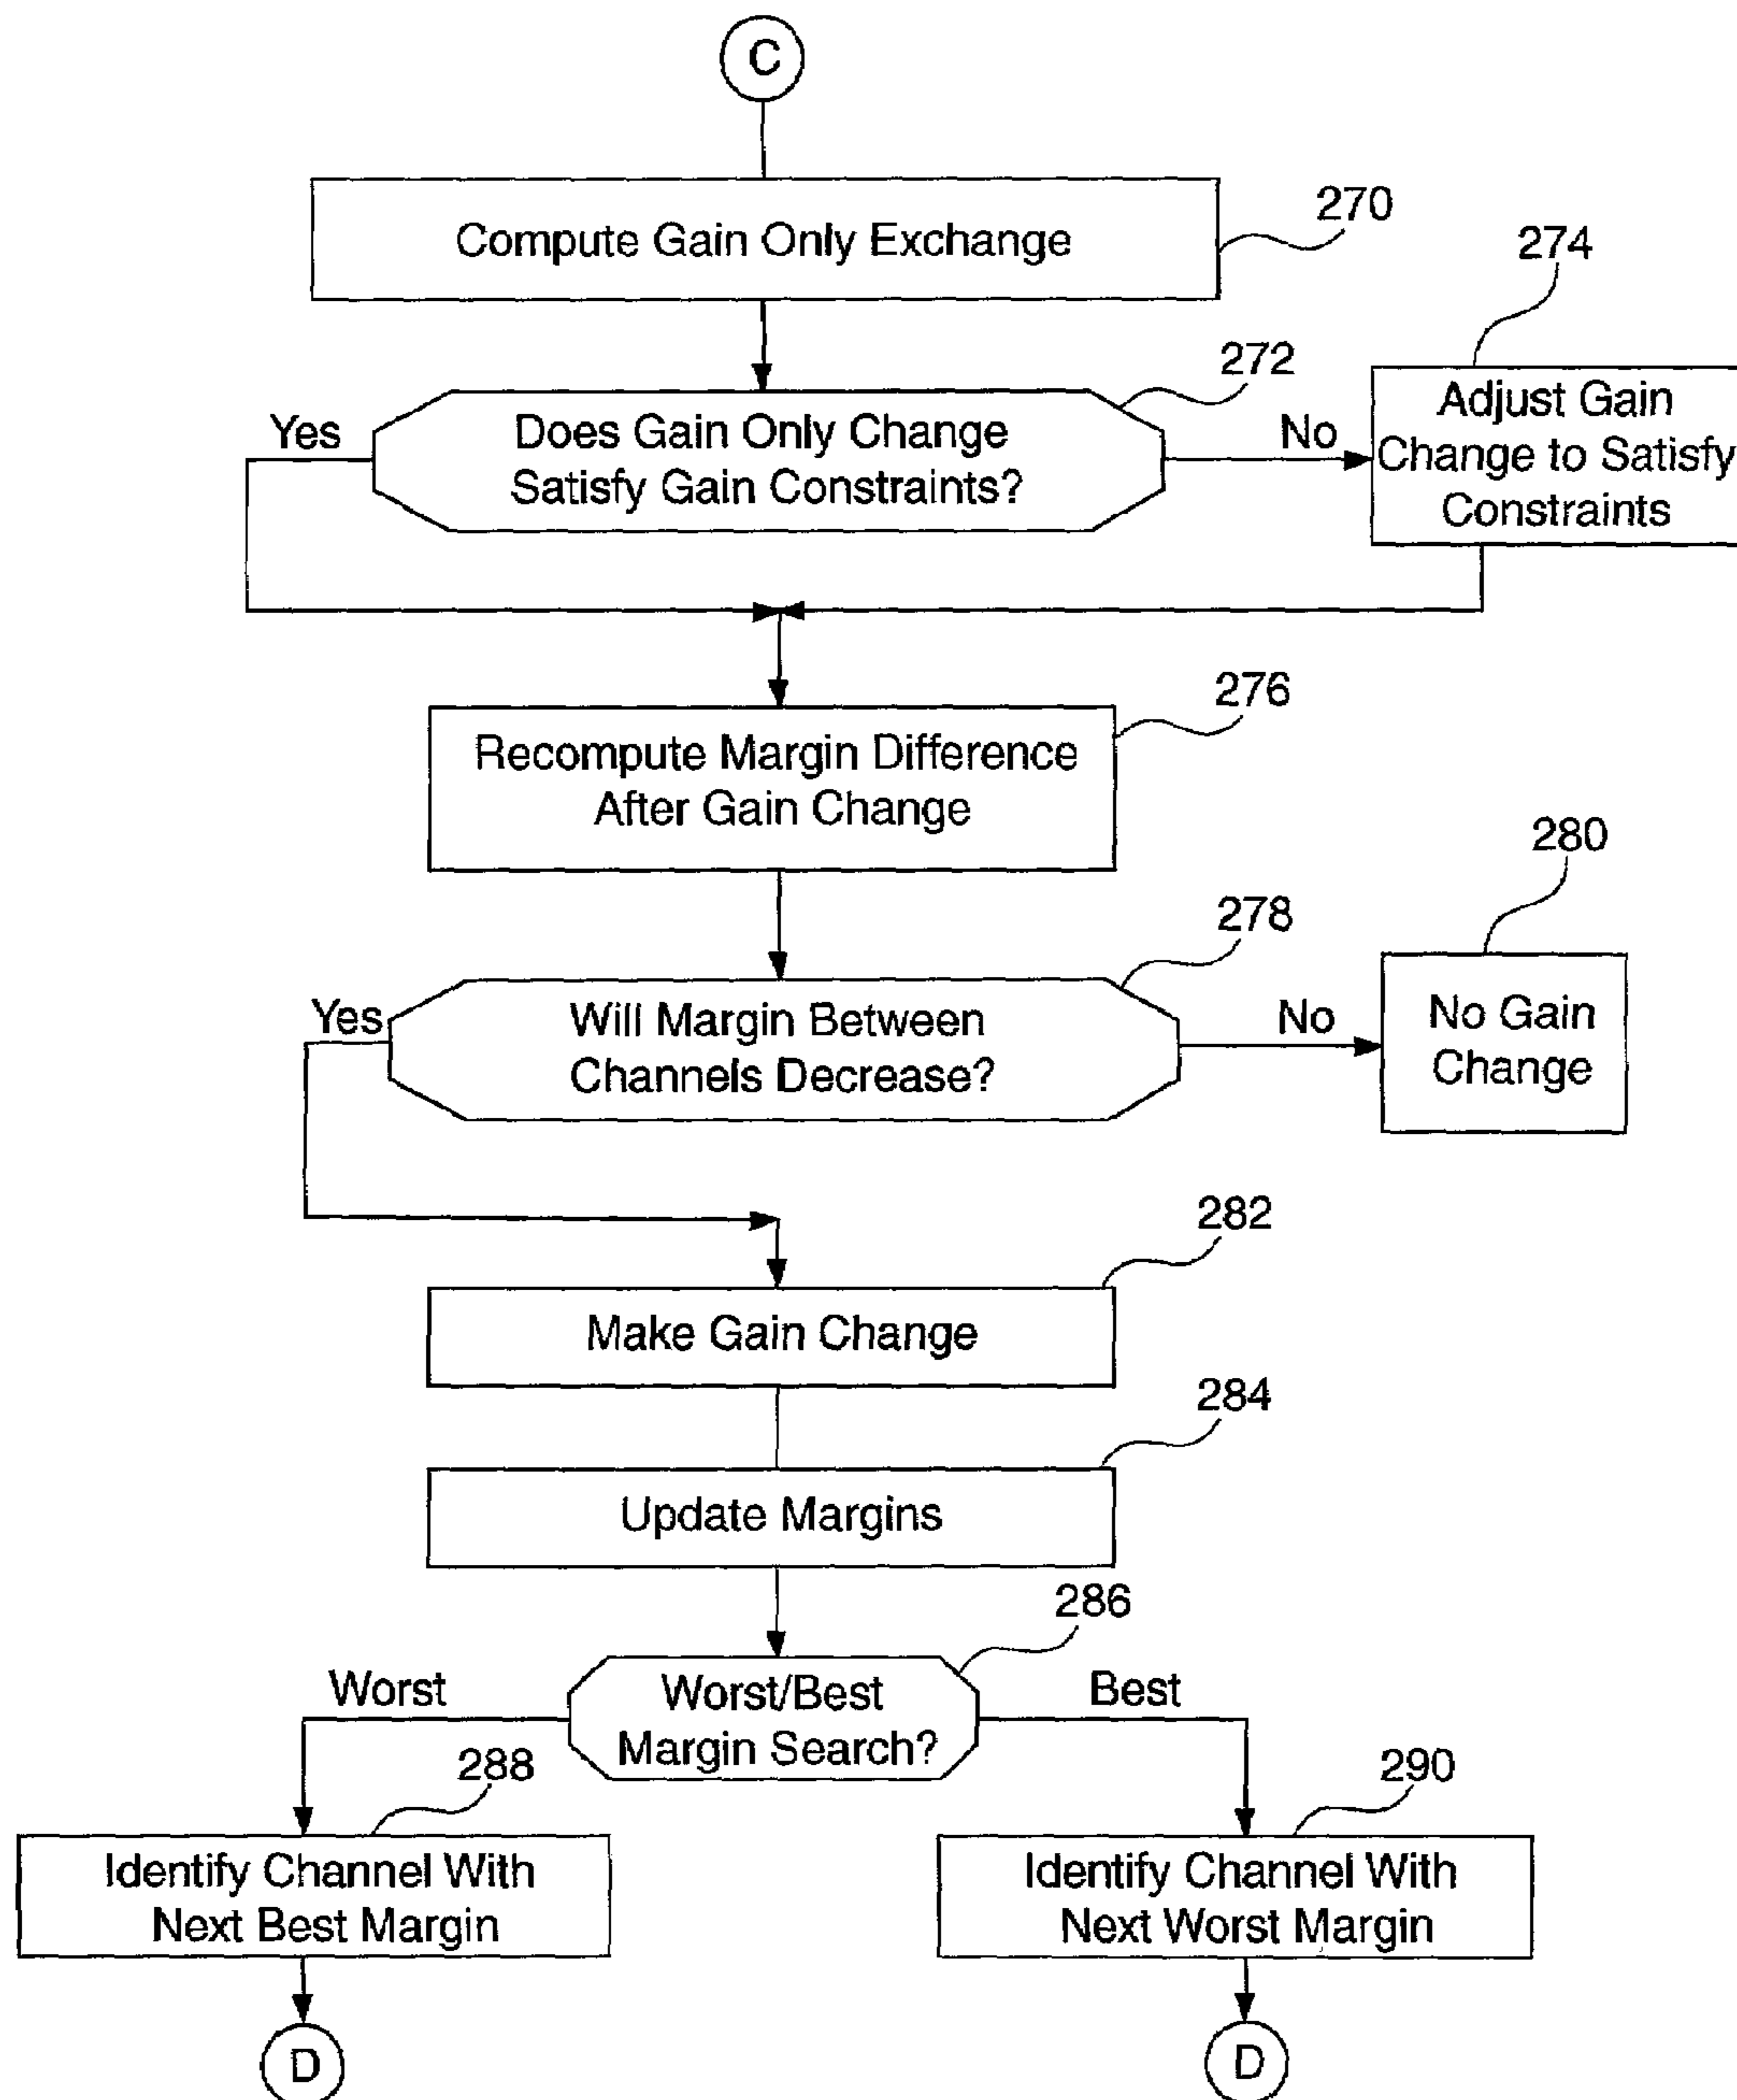 C
Compute Gain Only Exchange
270
274
272
Yes
Does Gain Only Change
Satisfy Gain Constraints?
No
Adjust Gain
Change to Satisfy
Constraints
276
Recompute Margin Difference
After Gain Change
280
278
Yes
Will Margin Between
Channels Decrease?
No
No Gain
Change
282
Make Gain Change
284
Update Margins
286
Worst
Worst/Best
Margin Search?
Best
288
290
Identify Channel With
Next Best Margin
Identify Channel With
Next Worst Margin
D
D